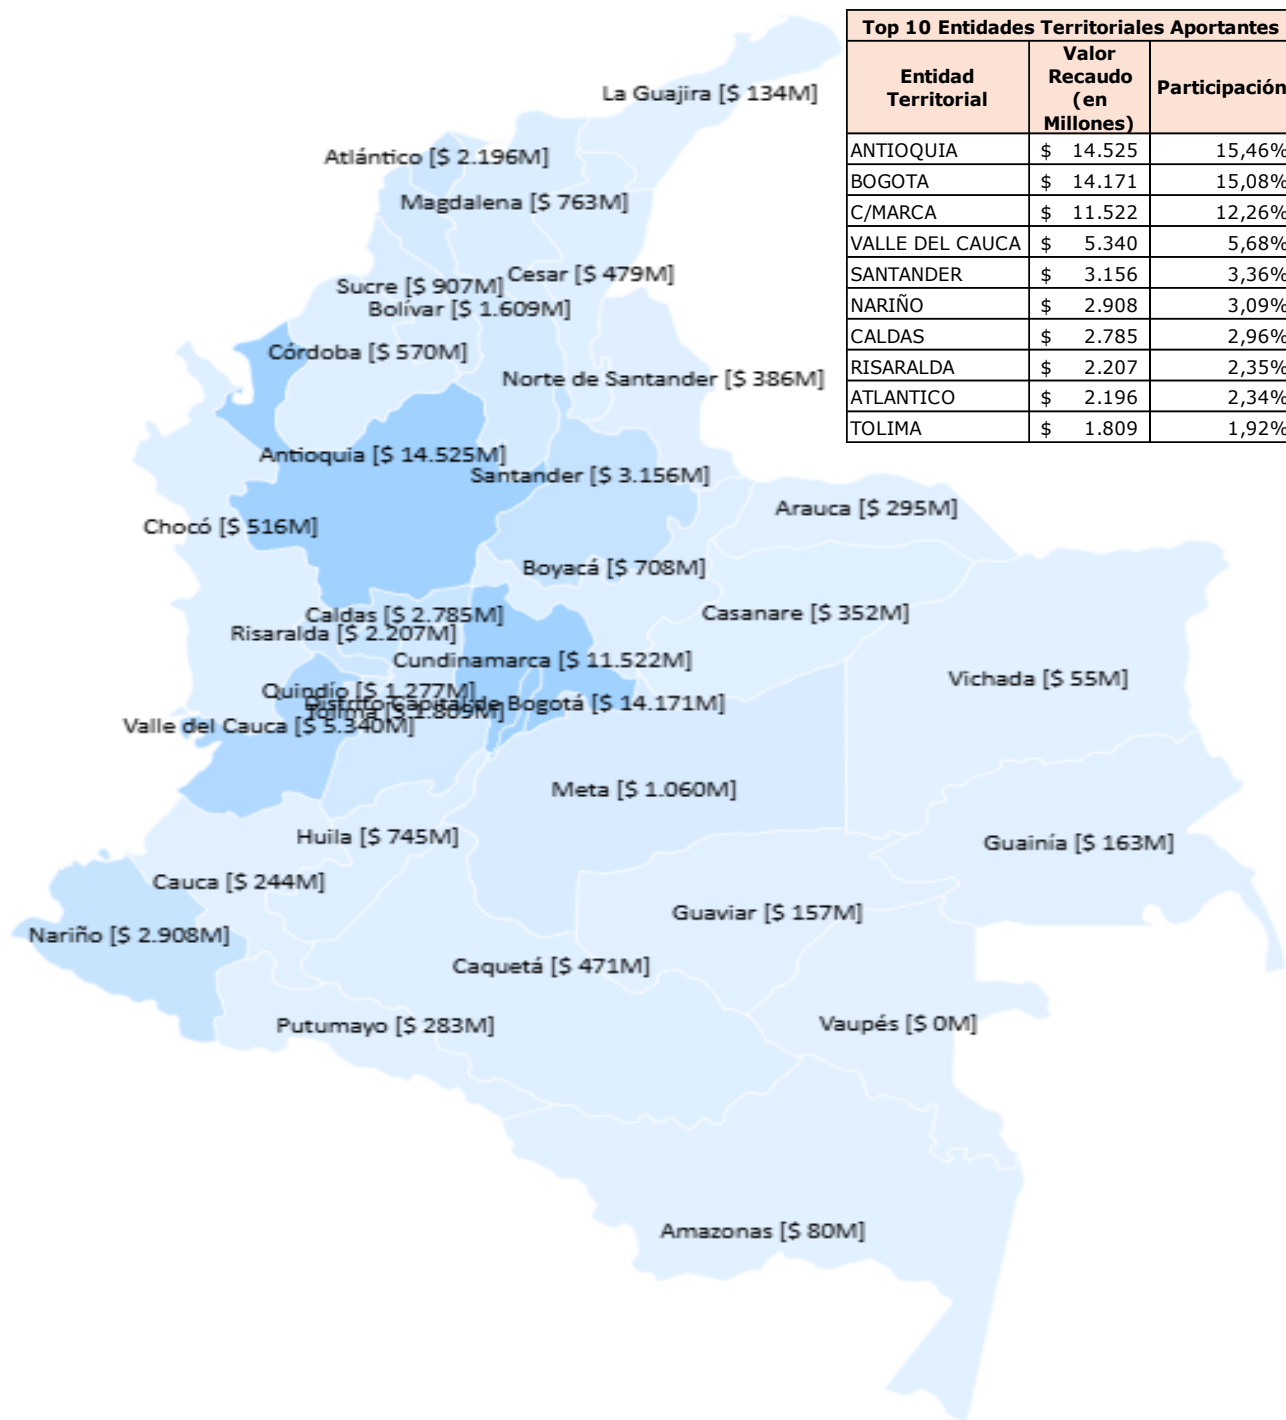 Top 10 Entidades Territoriales Aportantes
Entidad Territorial Valor Recaudo (en Millones) Participación
ANTIOQUIA $ 14.525 15,46%
BOGOTA $ 14.171 15,08%
C/MARCA $ 11.522 12,26%
VALLE DEL CAUCA $ 5.340 5,68%
SANTANDER $ 3.156 3,36%
NARIÑO $ 2.908 3,09%
CALDAS $ 2.785 2,96%
RISARALDA $ 2.207 2,35%
ATLANTICO $ 2.196 2,34%
TOLIMA $ 1.809 1,92%
La Guajira [$ 134M]
Atlántico [$ 2.196M]
Magdalena [$ 763M]
Cesar [$ 479M]
Sucre [$ 907M]
Bolívar [$ 1.609M]
Córdoba [$ 570M]
Norte de Santander [$ 386M]
Antioquia [$ 14.525M]
Santander [$ 3.156M]
Arauca [$ 295M]
Chocó [$ 516M]
Boyacá [$ 708M]
Caldas [$ 2.785M]
Casanare [$ 352M]
Risaralda [$ 2.207M]
Cundinamarca [$ 11.522M]
Vichada [$ 55M]
Quindío [$ 1.277M]
Distrito Capital de Bogotá [$ 14.171M]
Tolima [$ 1.809M]
Valle del Cauca [$ 5.340M]
Meta [$ 1.060M]
Huila [$ 745M]
Guainía [$ 163M]
Cauca [$ 244M]
Guaviar [$ 157M]
Nariño [$ 2.908M]
Caquetá [$ 471M]
Putumayo [$ 283M]
Vaupés [$ 0M]
Amazonas [$ 80M]